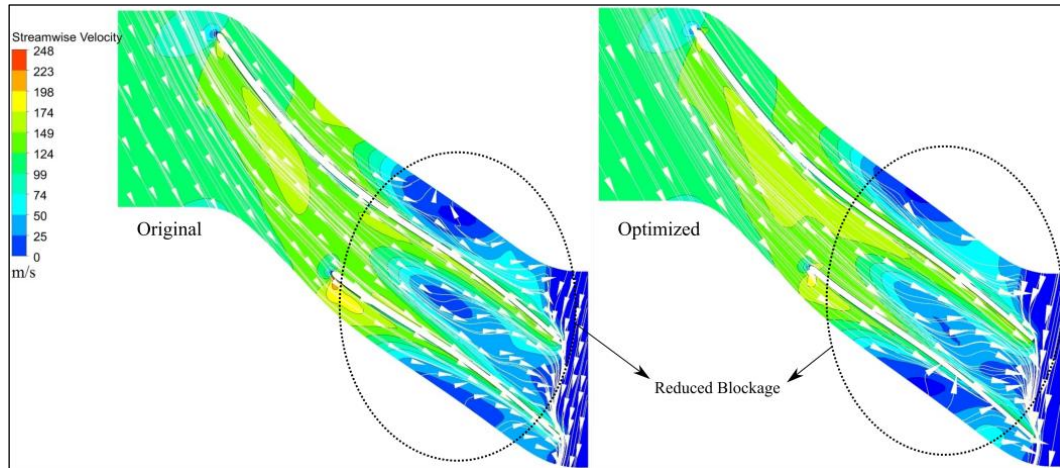 Streamwise Velocity
248
223
198
174
149
124
99
74
50
25
0
m/s
Original
Optimized
Reduced Blockage